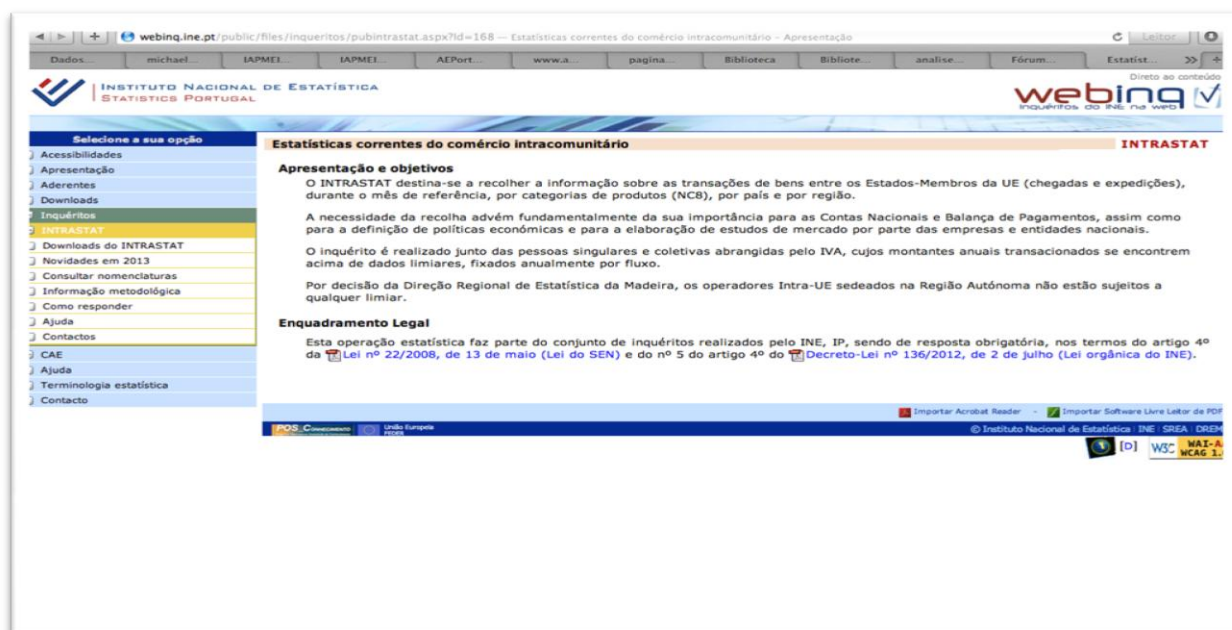 webinq.ine.pt/public/files/inqueritos/pubintrastat.aspx?Id=168 — Estatísticas correntes do comércio intracomunitário – Apresentação
Leitor
Dados... michael... IAPMEI... IAPMEI... AEPort... www.a... pagina... Biblioteca Bibliote... analise... Fórum... Estatíst...
Direto ao conteúdo
INSTITUTO NACIONAL DE ESTATÍSTICA
STATISTICS PORTUGAL
webinq
Inquéritos do INE na web
Selecione a sua opção
Acessibilidades
Apresentação
Aderentes
Downloads
Inquéritos
INTRASTAT
Downloads do INTRASTAT
Novidades em 2013
Consultar nomenclaturas
Informação metodológica
Como responder
Ajuda
Contactos
CAE
Ajuda
Terminologia estatística
Contacto
Estatísticas correntes do comércio intracomunitário INTRASTAT
Apresentação e objetivos
O INTRASTAT destina-se a recolher a informação sobre as transações de bens entre os Estados-Membros da UE (chegadas e expedições),
durante o mês de referência, por categorias de produtos (NC8), por país e por região.
A necessidade da recolha advém fundamentalmente da sua importância para as Contas Nacionais e Balança de Pagamentos, assim como
para a definição de políticas económicas e para a elaboração de estudos de mercado por parte das empresas e entidades nacionais.
O inquérito é realizado junto das pessoas singulares e coletivas abrangidas pelo IVA, cujos montantes anuais transacionados se encontrem
acima de dados limiares, fixados anualmente por fluxo.
Por decisão da Direção Regional de Estatística da Madeira, os operadores Intra-UE sedeados na Região Autónoma não estão sujeitos a
qualquer limiar.
Enquadramento Legal
Esta operação estatística faz parte do conjunto de inquéritos realizados pelo INE, IP, sendo de resposta obrigatória, nos termos do artigo 4º
da Lei nº 22/2008, de 13 de maio (Lei do SEN) e do nº 5 do artigo 4º do Decreto-Lei nº 136/2012, de 2 de julho (Lei orgânica do INE).
Importar Acrobat Reader - Importar Software Livre Leitor de PDF
POS_Conhecimento União Europeia
FEDER
© Instituto Nacional de Estatística | INE | SREA | DREM
[D] W3C WAI-A
WCAG 1.